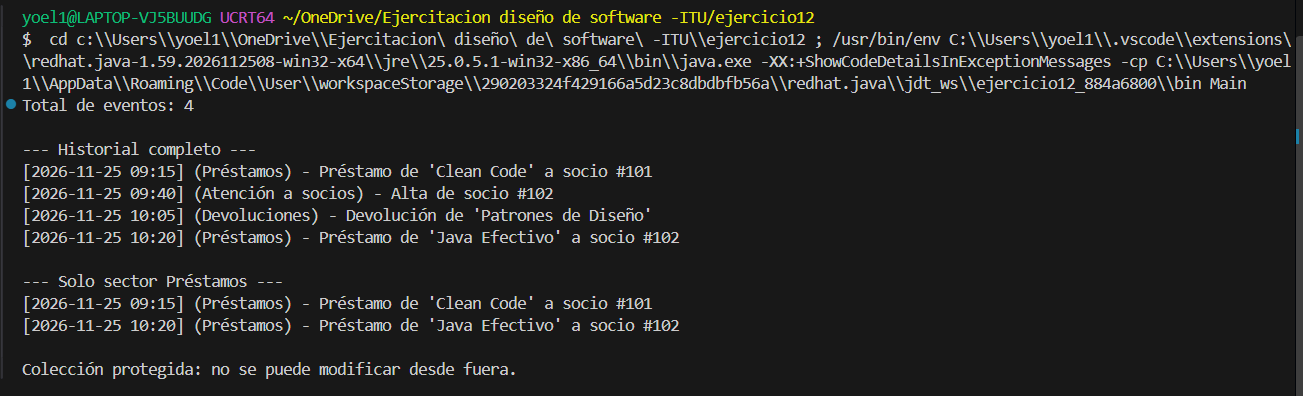 yoel1@LAPTOP-VJ5BUUDG UCRT64 ~/OneDrive/Ejercitacion diseño de software -ITU/ejercicio12
$  cd c:\\Users\\yoel1\\OneDrive\\Ejercitacion\ diseño\ de\ software\ -ITU\\ejercicio12 ; /usr/bin/env C:\\Users\\yoel1\\.vscode\\extensions\
\redhat.java-1.59.2026112508-win32-x64\\jre\\25.0.5.1-win32-x86_64\\bin\\java.exe -XX:+ShowCodeDetailsInExceptionMessages -cp C:\\Users\\yoel
1\\AppData\\Roaming\\Code\\User\\workspaceStorage\\290203324f429166a5d23c8dbdbfb56a\\redhat.java\\jdt_ws\\ejercicio12_884a6800\\bin Main
Total de eventos: 4
--- Historial completo ---
[2026-11-25 09:15] (Préstamos) - Préstamo de 'Clean Code' a socio #101
[2026-11-25 09:40] (Atención a socios) - Alta de socio #102
[2026-11-25 10:05] (Devoluciones) - Devolución de 'Patrones de Diseño'
[2026-11-25 10:20] (Préstamos) - Préstamo de 'Java Efectivo' a socio #102
--- Solo sector Préstamos ---
[2026-11-25 09:15] (Préstamos) - Préstamo de 'Clean Code' a socio #101
[2026-11-25 10:20] (Préstamos) - Préstamo de 'Java Efectivo' a socio #102
Colección protegida: no se puede modificar desde fuera.